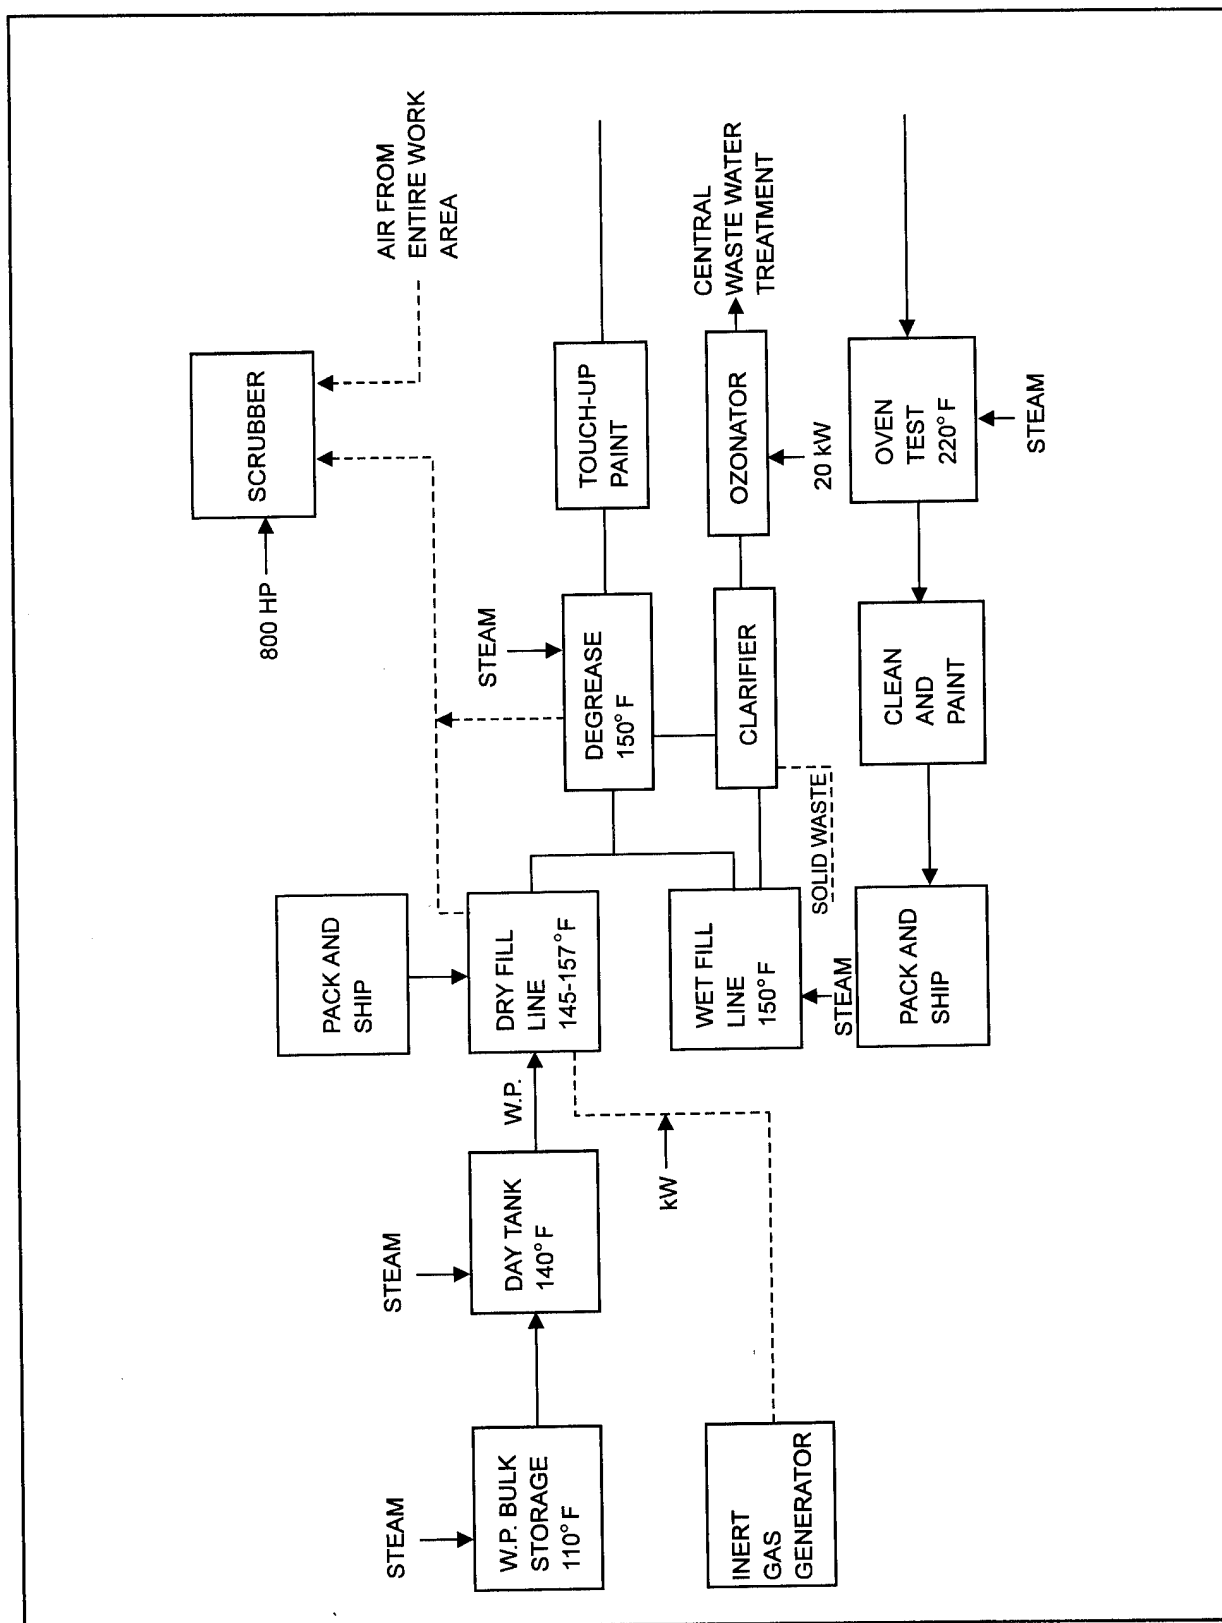 SCRUBBER
800 HP
PACK AND
SHIP
STEAM
STEAM
AIR FROM
ENTIRE WORK
AREA
STEAM
W.P. BULK
STORAGE
110°F
DAY TANK
140°F
W.P.
DRY FILL
LINE
145-157°F
DEGREASE
150°F
TOUCH-UP
PAINT
kW
INERT
GAS
GENERATOR
WET FILL
LINE
150°F
STEAM
CLARIFIER
SOLID WASTE
OZONATOR
20 kW
CENTRAL
WASTE WATER
TREATMENT
PACK AND
SHIP
CLEAN
AND
PAINT
OVEN
TEST
220°F
STEAM